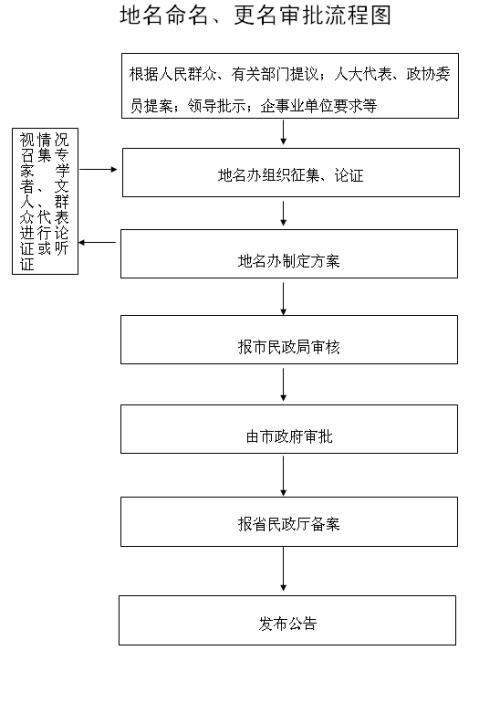 地名命名、更名审批流程图
根据人民群众、有关部门提议；人大代表、政协委
员提案；领导批示；企事业单位要求等
视情况
召集专
家学
者、文
人、群
众代表
进行论
证或听
证
地名办组织征集、论证
地名办制定方案
报市民政局审核
由市政府审批
报省民政厅备案
发布公告